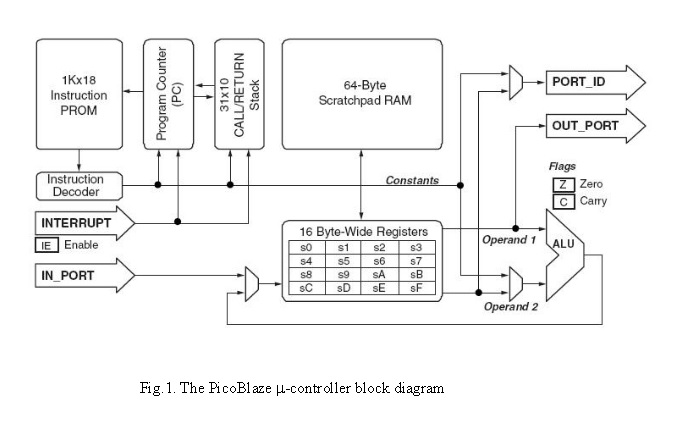 1Kx18
Instruction
PROM
Program Counter
(PC)
31x10
CALL/RETURN
Stack
64-Byte
Scratchpad RAM
PORT_ID
OUT_PORT
Instruction
Decoder
Constants
Flags
Z Zero
C Carry
INTERRUPT
IE Enable
IN_PORT
16 Byte-Wide Registers
s0 s1 s2 s3
s4 s5 s6 s7
s8 s9 sA sB
sC sD sE sF
Operand 1
ALU
Operand 2
Fig. 1. The PicoBlaze μ-controller block diagram